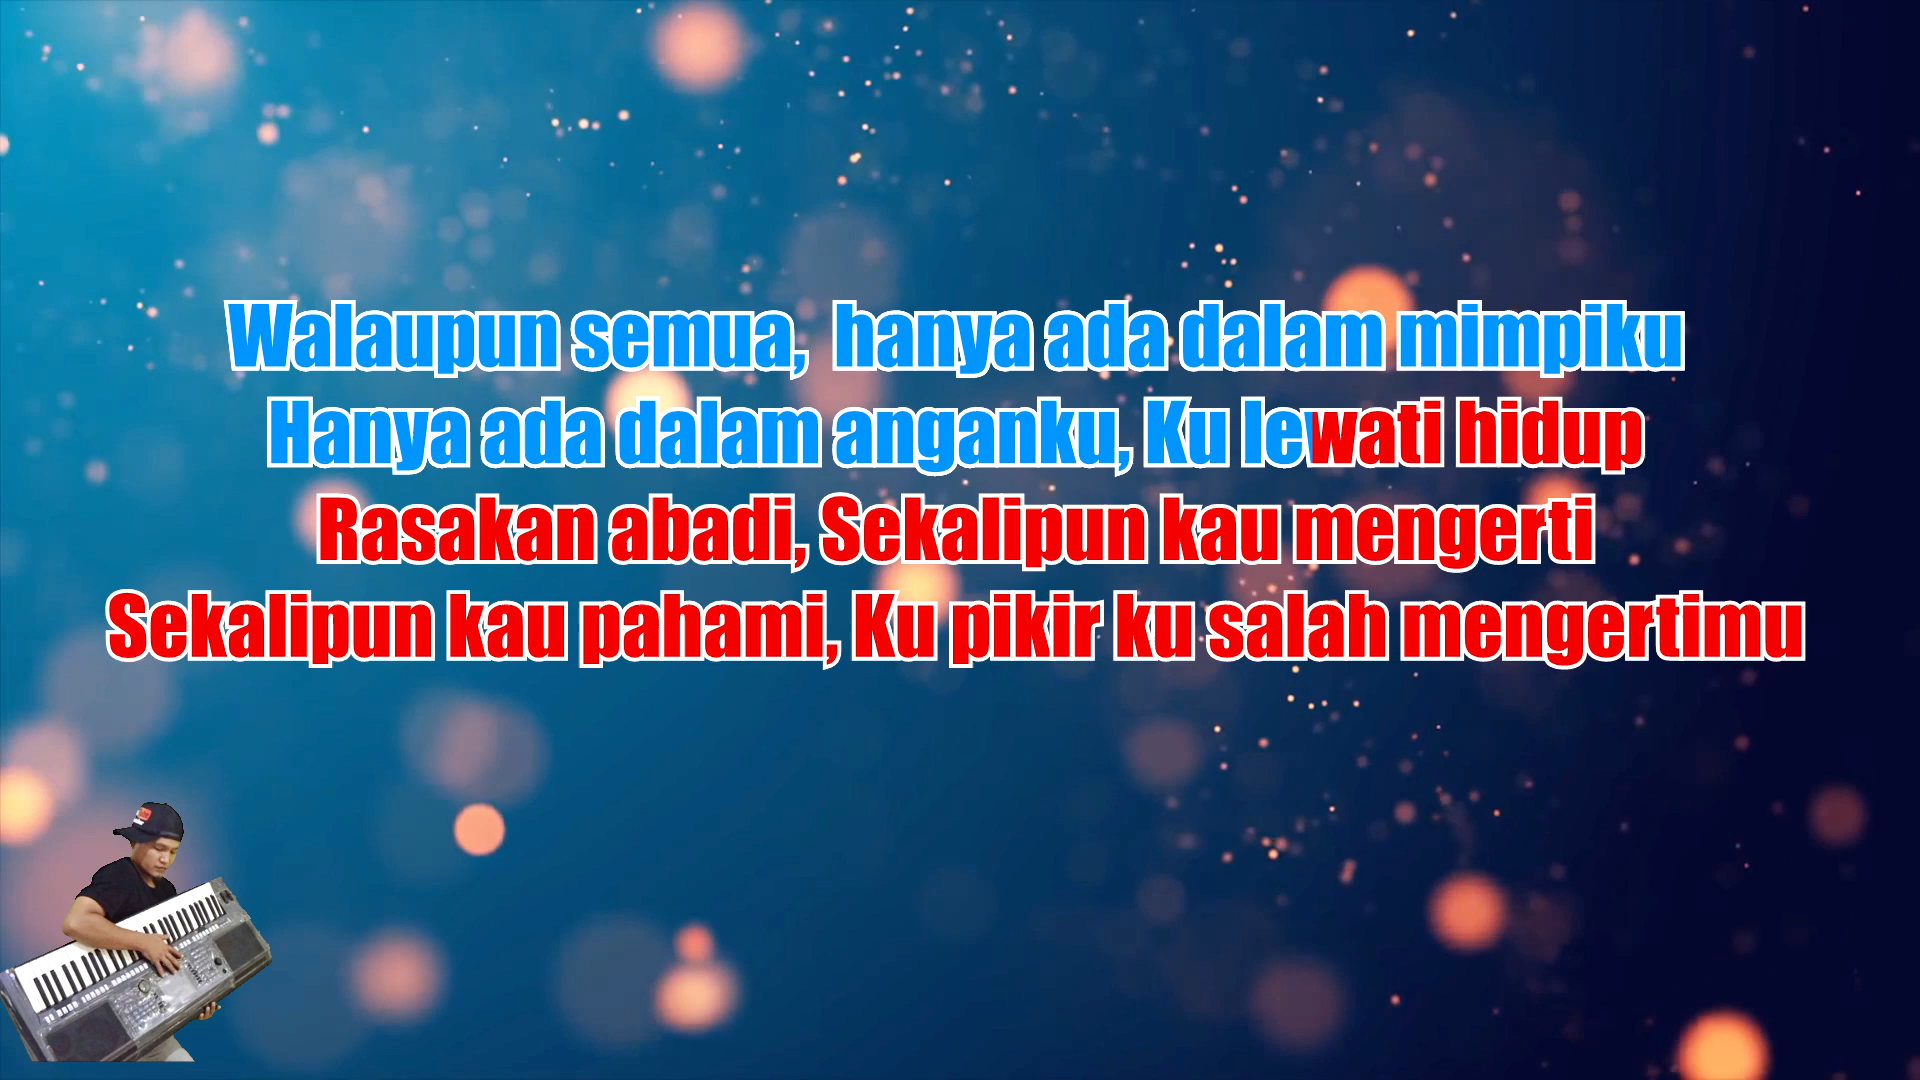 Walaupun semua,  hanya ada dalam mimpiku
Hanya ada dalam anganku, Ku lewati hidup
Rasakan abadi, Sekalipun kau mengerti
Sekalipun kau pahami, Ku pikir ku salah mengertimu